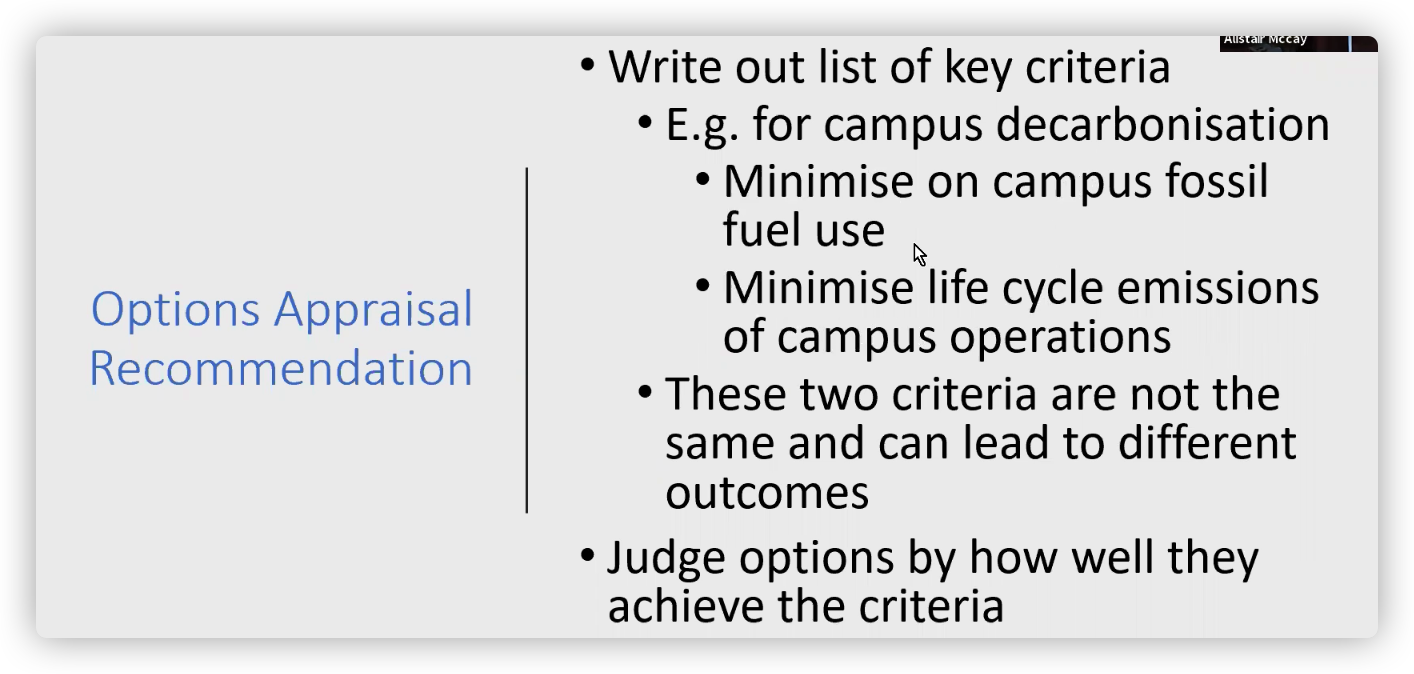 Alistair Mccay
• Write out list of key criteria
• E.g. for campus decarbonisation
• Minimise on campus fossil
fuel use
• Minimise life cycle emissions
of campus operations
• These two criteria are not the
same and can lead to different
outcomes
• Judge options by how well they
achieve the criteria
Options Appraisal
Recommendation